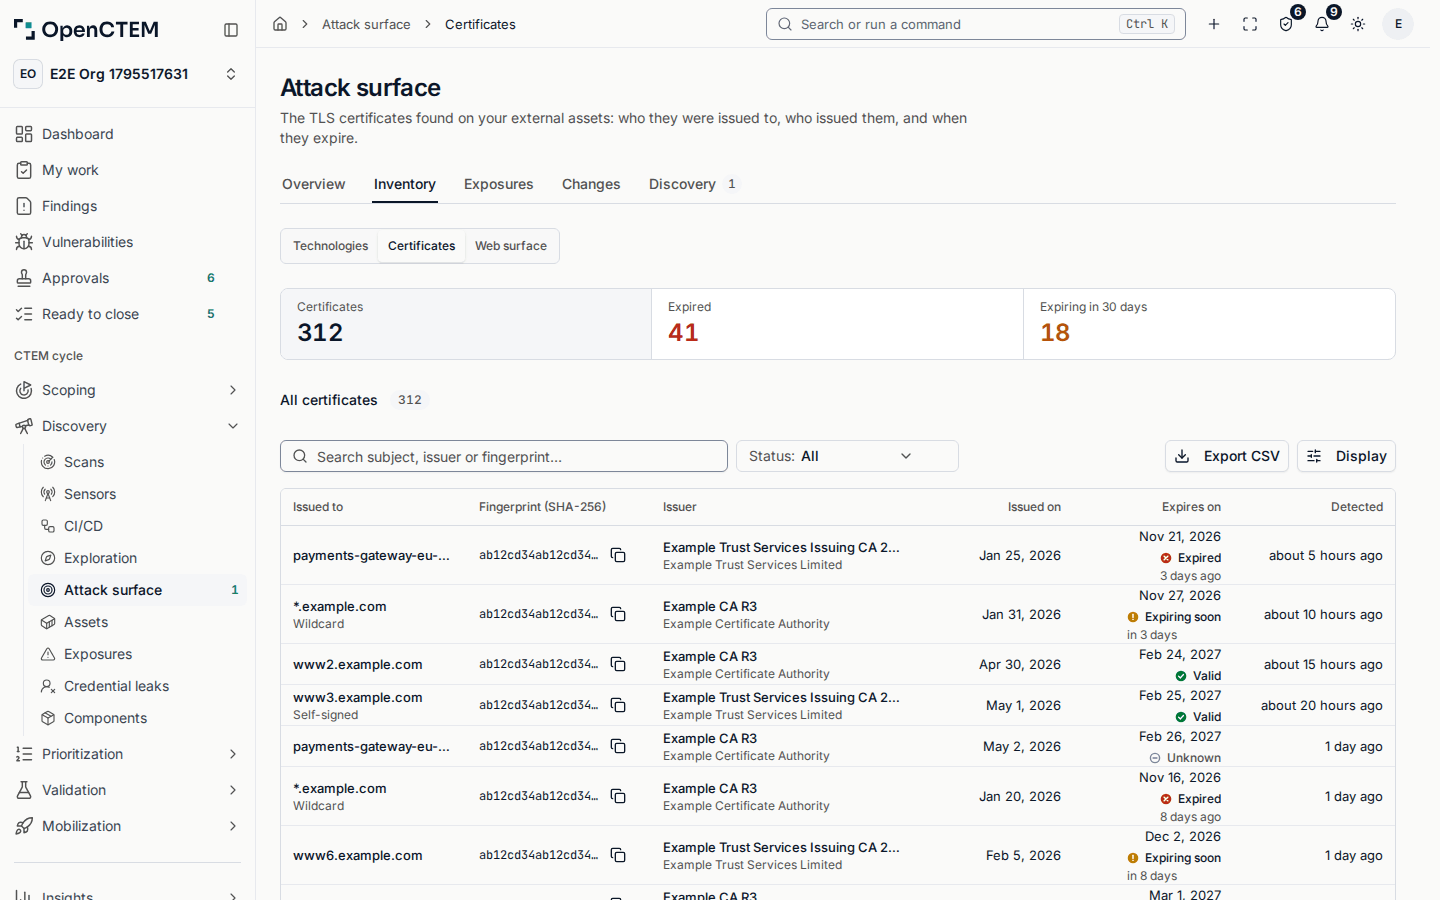 OpenCTEM
EO E2E Org 1795517631
Dashboard
My work
Findings
Vulnerabilities
Approvals 6
Ready to close 5
CTEM cycle
Scoping
Discovery
Scans
Sensors
CI/CD
Exploration
Attack surface 1
Assets
Exposures
Credential leaks
Components
Prioritization
Validation
Mobilization
Insights
Attack surface Certificates
Search or run a command Ctrl K
6 9 E
Attack surface
The TLS certificates found on your external assets: who they were issued to, who issued them, and when
they expire.
Overview Inventory Exposures Changes Discovery 1
Technologies Certificates Web surface
Certificates Expired Expiring in 30 days
312 41 18
All certificates 312
Search subject, issuer or fingerprint...
Status: All
Export CSV Display
Issued to Fingerprint (SHA-256) Issuer Issued on Expires on Detected
payments-gateway-eu-... ab12cd34ab12cd34... Example Trust Services Issuing CA 2... Jan 25, 2026 Nov 21, 2026 about 5 hours ago
Example Trust Services Limited Expired
3 days ago
*.example.com ab12cd34ab12cd34... Example CA R3 Jan 31, 2026 Nov 27, 2026 about 10 hours ago
Wildcard Example Certificate Authority Expiring soon
in 3 days
www2.example.com ab12cd34ab12cd34... Example CA R3 Apr 30, 2026 Feb 24, 2027 about 15 hours ago
Example Certificate Authority Valid
www3.example.com ab12cd34ab12cd34... Example Trust Services Issuing CA 2... May 1, 2026 Feb 25, 2027 about 20 hours ago
Self-signed Example Trust Services Limited Valid
payments-gateway-eu-... ab12cd34ab12cd34... Example CA R3 May 2, 2026 Feb 26, 2027 1 day ago
Example Certificate Authority Unknown
*.example.com ab12cd34ab12cd34... Example CA R3 Jan 20, 2026 Nov 16, 2026 1 day ago
Wildcard Example Certificate Authority Expired
8 days ago
www6.example.com ab12cd34ab12cd34... Example Trust Services Issuing CA 2... Feb 5, 2026 Dec 2, 2026 1 day ago
Example Trust Services Limited Expiring soon
in 8 days
Example CA R3 Mar 1, 2027